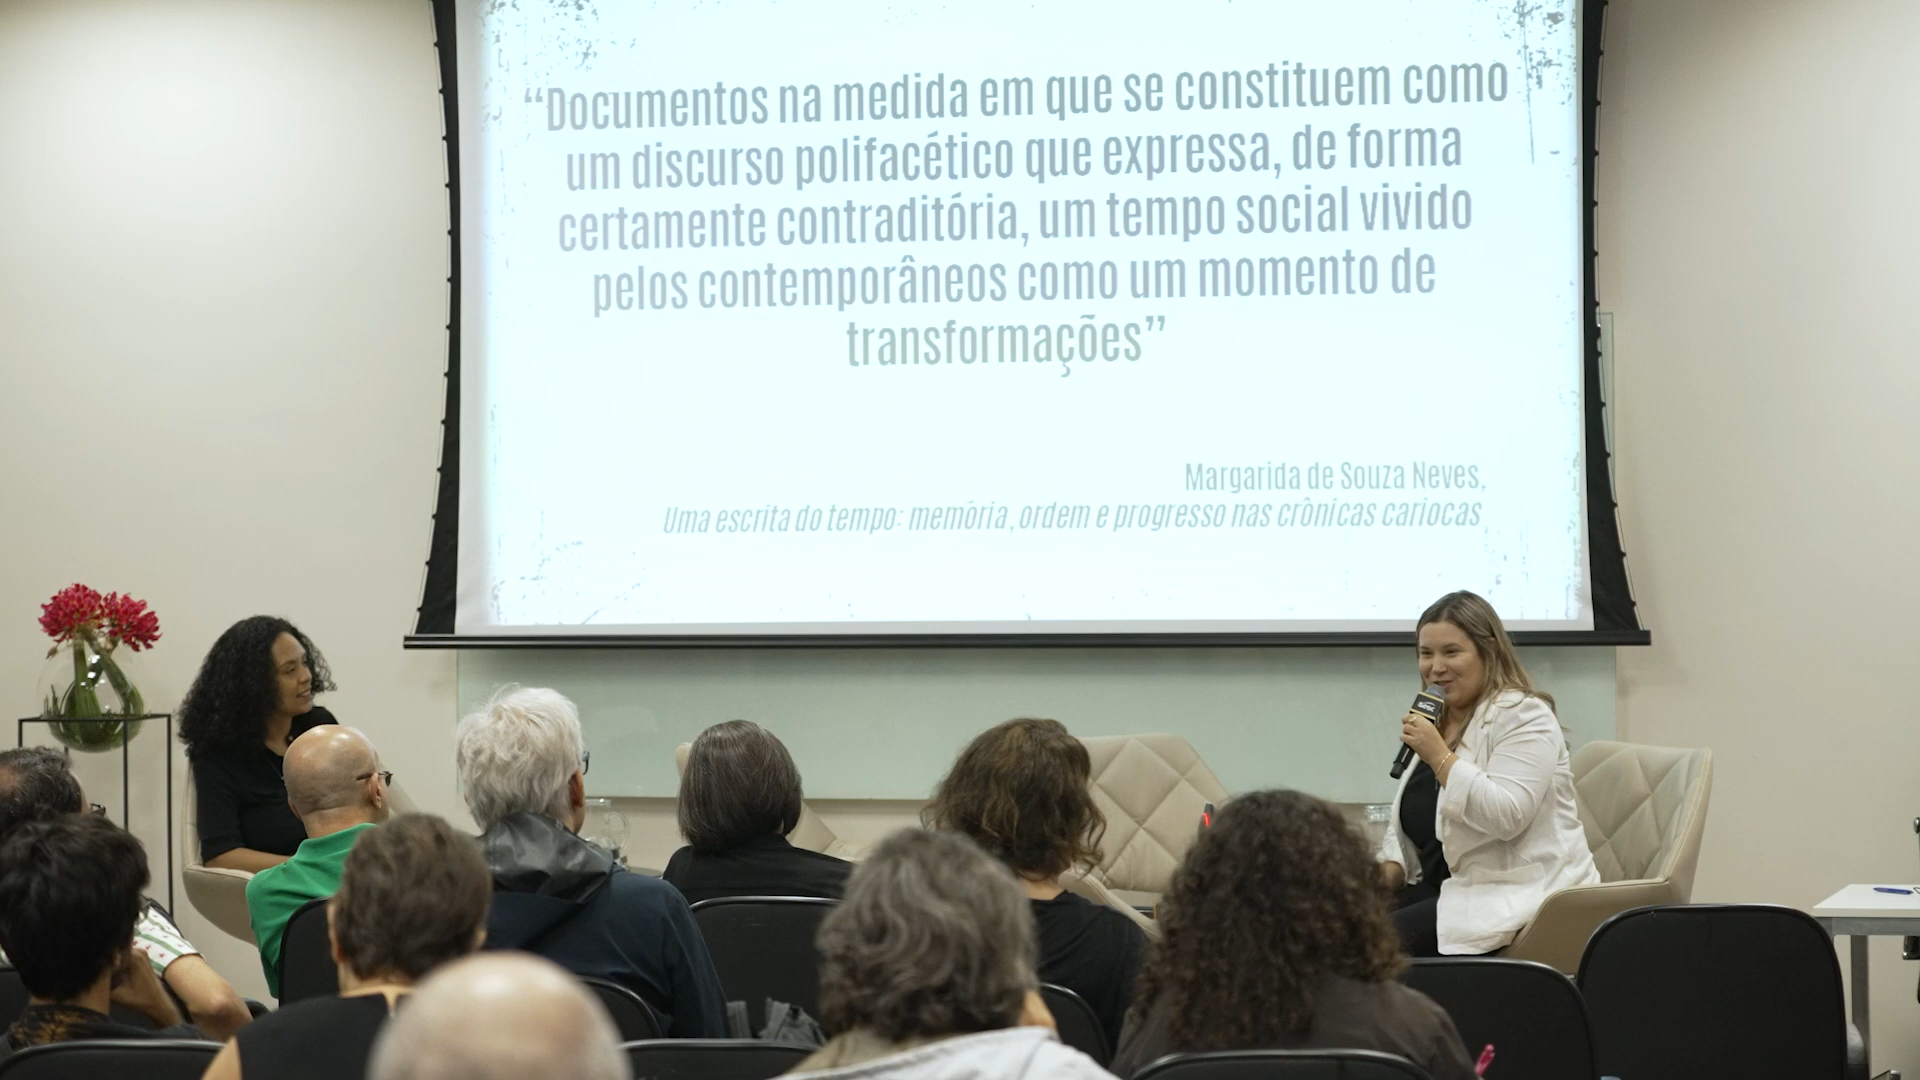 “Documentos na medida em que se constituem como
um discurso polifacético que expressa, de forma
certamente contraditória, um tempo social vivido
pelos contemporâneos como um momento de
transformações”
Margarida de Souza Neves,
Uma escrita do tempo: memória, ordem e progresso nas crônicas cariocas